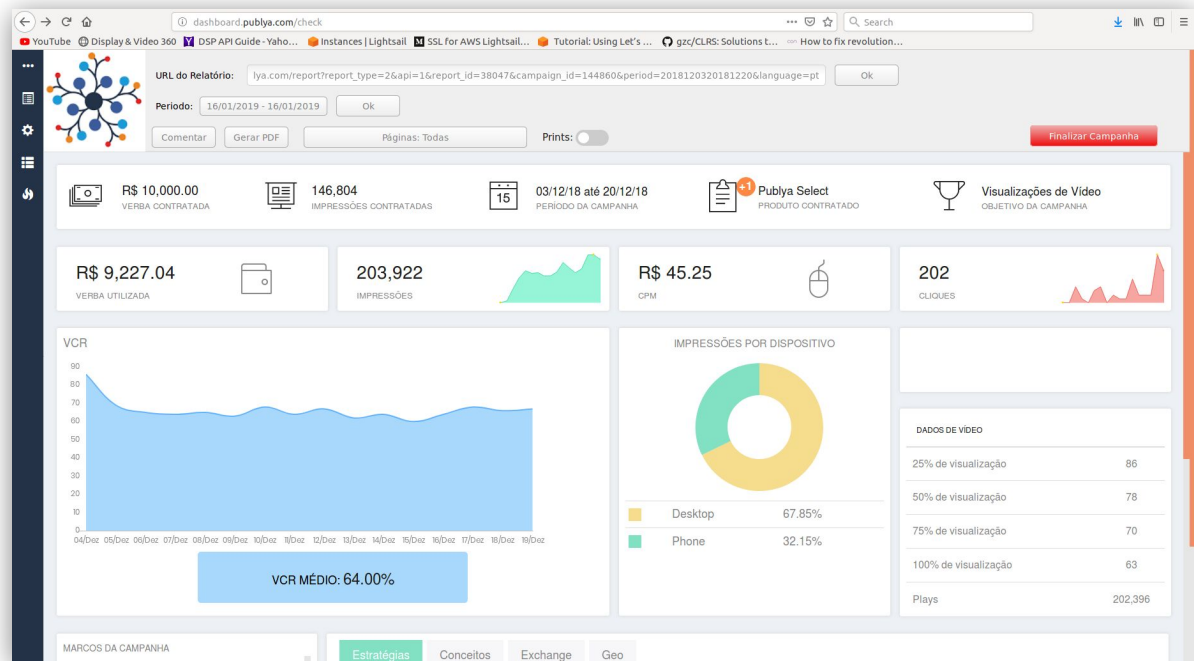 dashboard.publya.com/check
Search
YouTube Display & Video 360 DSP API Guide - Yaho... Instances | Lightsail SSL for AWS Lightsail... Tutorial: Using Let's ... gzc/CLRS: Solutions t... How to fix revolution...
URL do Relatório: lya.com/report?report_type=2&api=1&report_id=38047&campaign_id=144860&period=2018120320181220&language=pt Ok
Periodo: 16/01/2019 - 16/01/2019 Ok
Comentar Gerar PDF Páginas: Todas Prints: Finalizar Campanha
R$ 10,000.00
VERBA CONTRATADA
146,804
IMPRESSÕES CONTRATADAS
15
03/12/18 até 20/12/18
PERÍODO DA CAMPANHA
+1
Publya Select
PRODUTO CONTRATADO
Visualizações de Vídeo
OBJETIVO DA CAMPANHA
R$ 9,227.04
VERBA UTILIZADA
203,922
IMPRESSÕES
R$ 45.25
CPM
202
CLIQUES
VCR
90
80
70
60
50
40
30
20
10
0
04/Dez 05/Dez 06/Dez 07/Dez 08/Dez 09/Dez 10/Dez 11/Dez 12/Dez 13/Dez 14/Dez 15/Dez 16/Dez 17/Dez 18/Dez 19/Dez
VCR MÉDIO: 64.00%
IMPRESSÕES POR DISPOSITIVO
Desktop 67.85%
Phone 32.15%
DADOS DE VÍDEO
25% de visualização 86
50% de visualização 78
75% de visualização 70
100% de visualização 63
Plays 202,396
MARCOS DA CAMPANHA
Estratégias Conceitos Exchange Geo